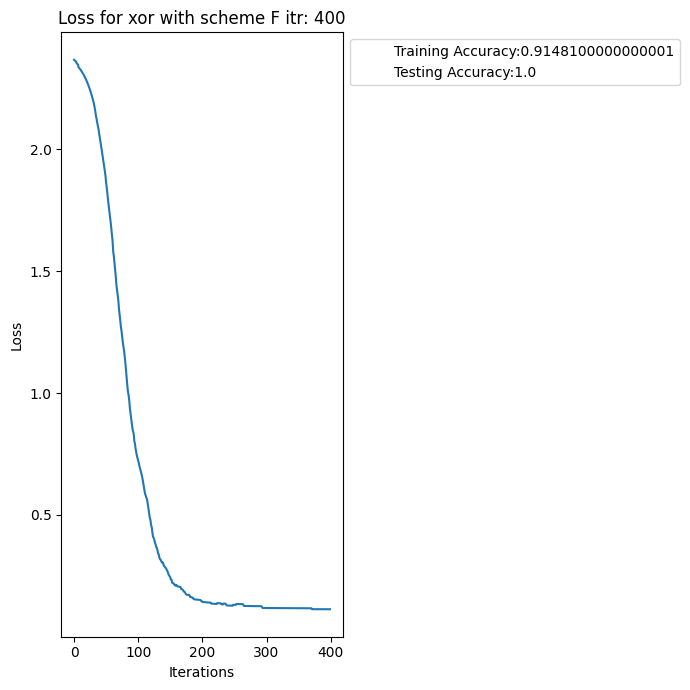 Loss for xor with scheme F itr: 400
Training Accuracy:0.9148100000000001
Testing Accuracy:1.0
2.0
1.5
1.0
0.5
Loss
0 100 200 300 400
Iterations